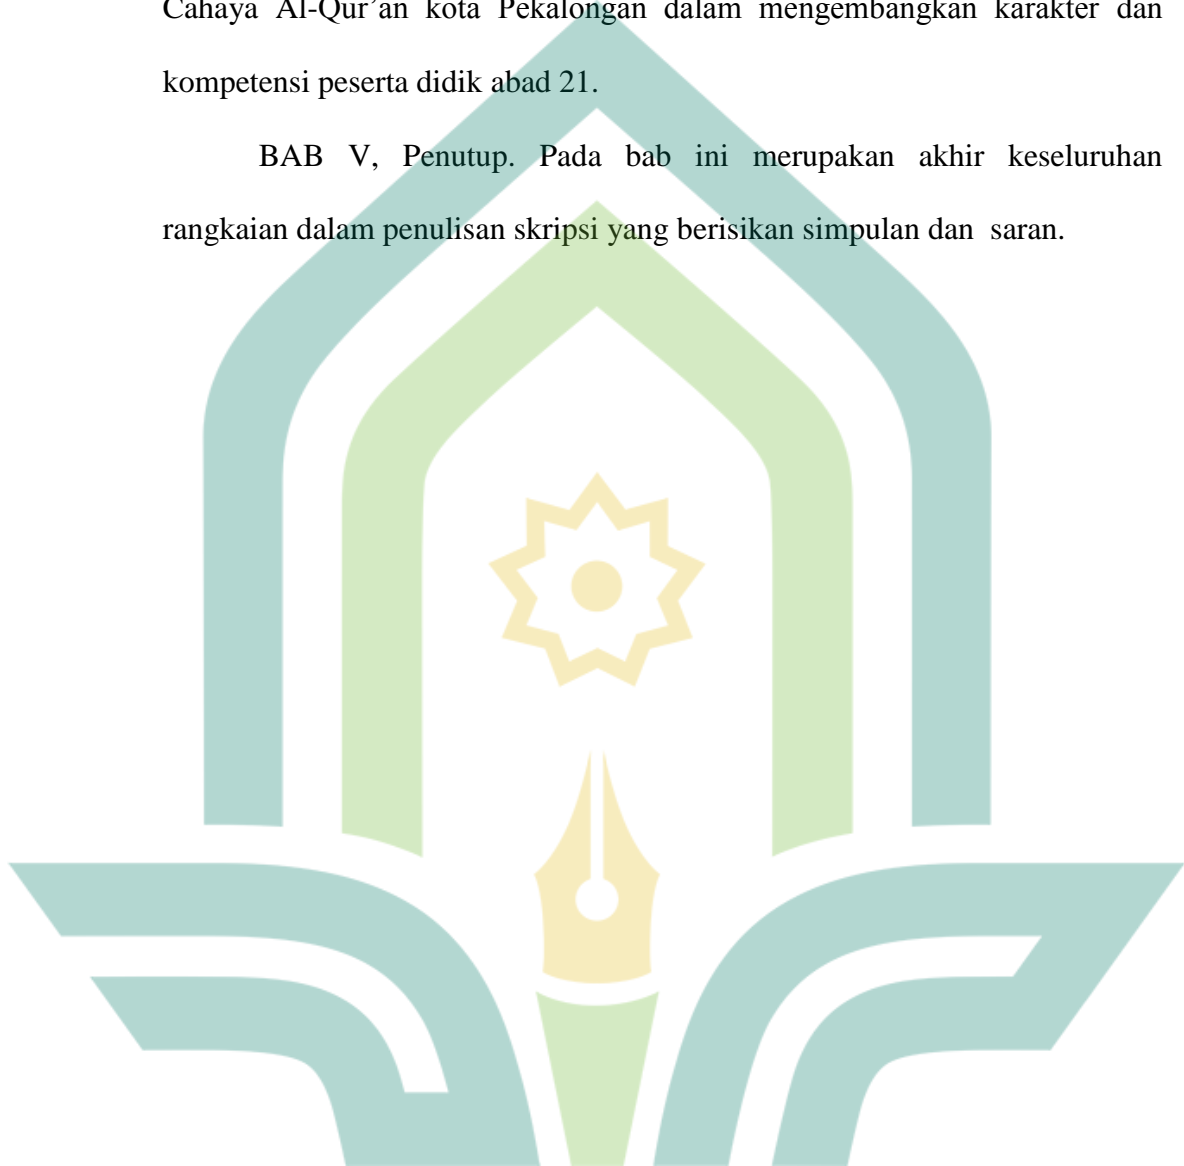 Cahaya Al-Qur’an kota Pekalongan dalam mengembangkan karakter dan
kompetensi peserta didik abad 21.
BAB V, Penutup. Pada bab ini merupakan akhir keseluruhan
rangkaian dalam penulisan skripsi yang berisikan simpulan dan saran.